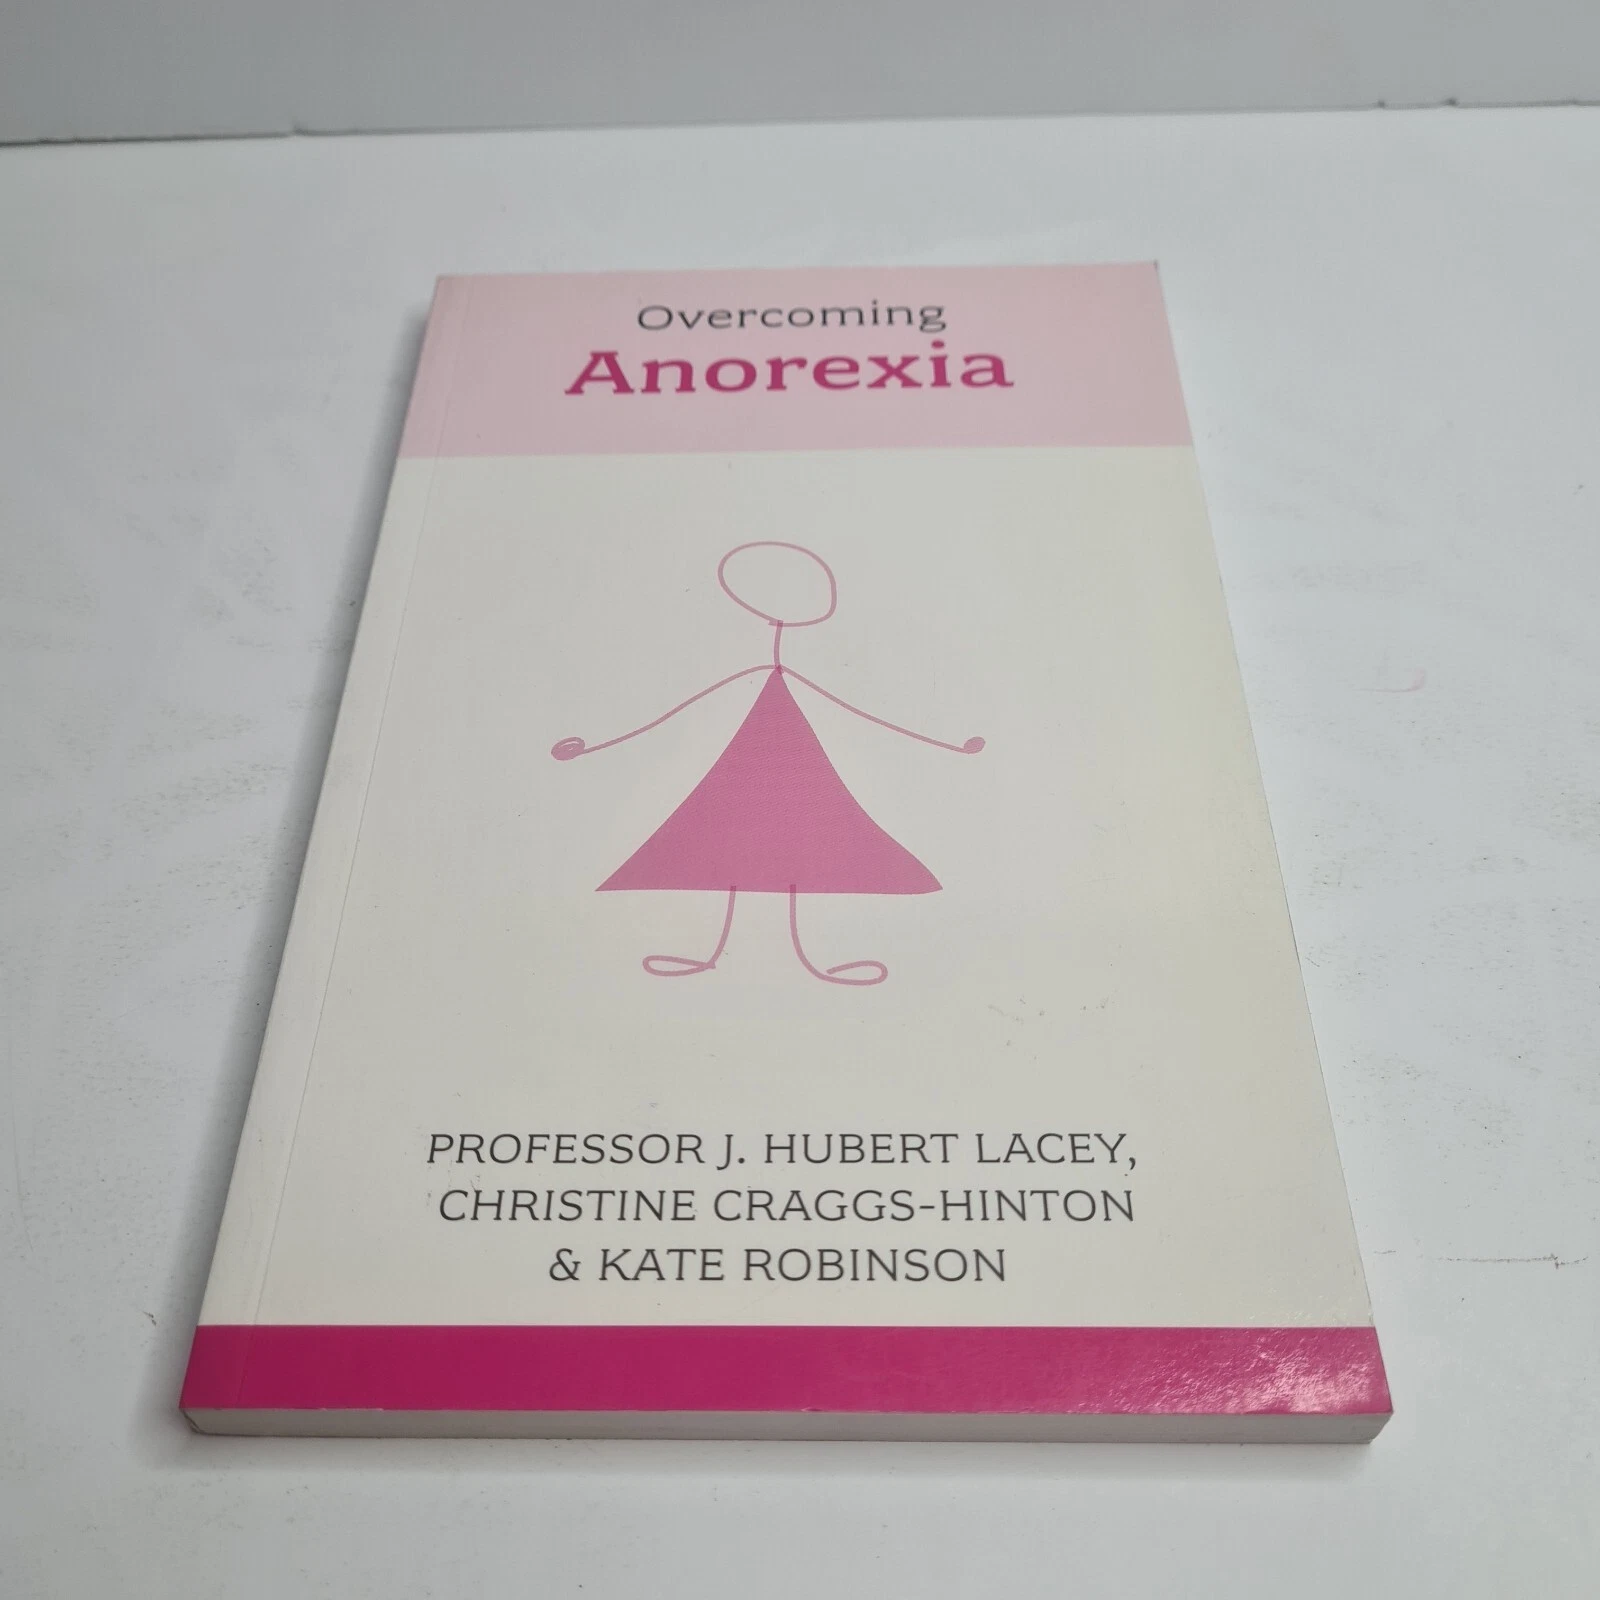 Overcoming
Anorexia
PROFESSOR J. HUBERT LACEY,
CHRISTINE CRAGGS-HINTON
& KATE ROBINSON